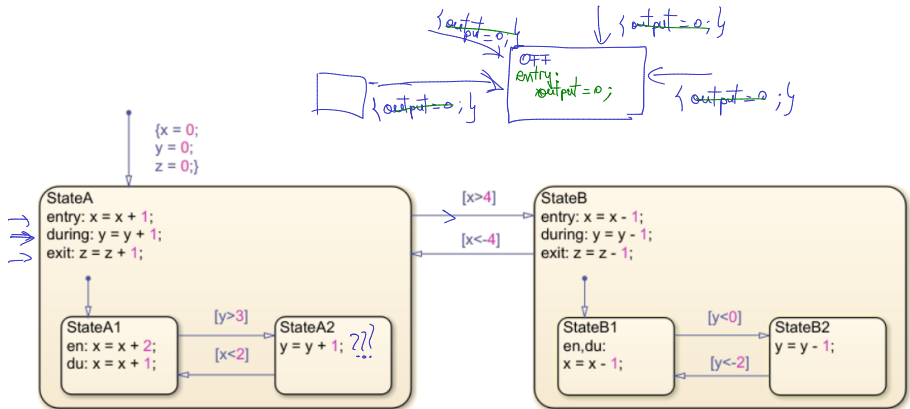 {output=0;}
{output=0;}
OFF
entry:
output=0;
{output=0;}
{output=0;}
{x = 0;
y = 0;
z = 0;}
StateA
entry: x = x + 1;
during: y = y + 1;
exit: z = z + 1;
[x>4]
[x<-4]
StateB
entry: x = x - 1;
during: y = y - 1;
exit: z = z - 1;
StateA1
en: x = x + 2;
du: x = x + 1;
[y>3]
[x<2]
StateA2
y = y + 1; ???
StateB1
en,du:
x = x - 1;
[y<0]
[y<-2]
StateB2
y = y - 1;